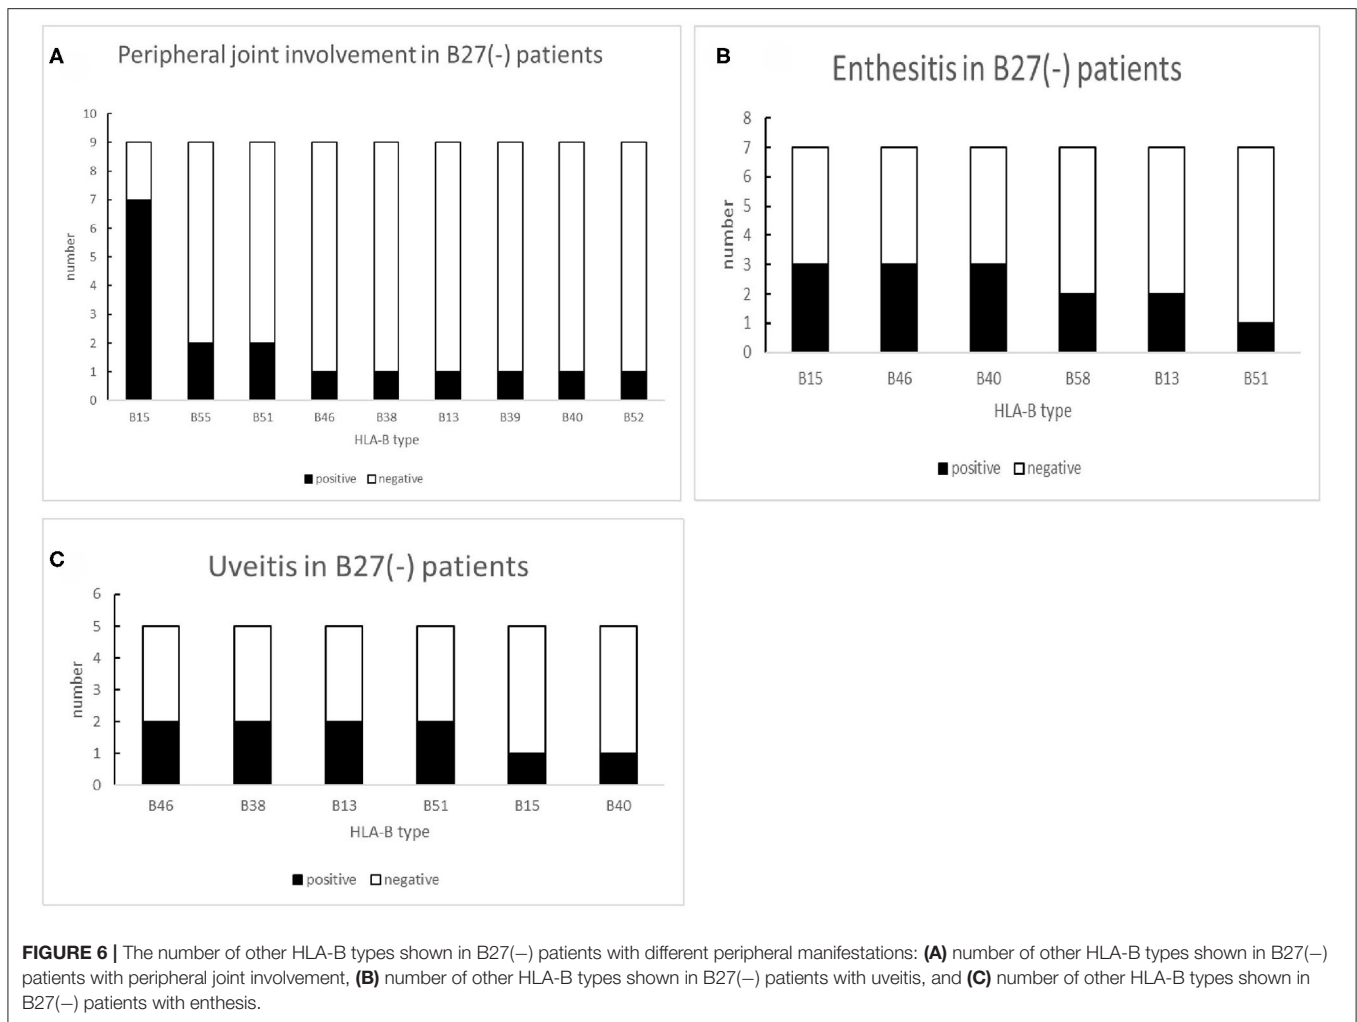 A
Peripheral joint involvement in B27(-) patients
10
9
8
7
6
5
4
3
2
1
0
number
B15 B55 B51 B46 B38 B13 B39 B40 B52
HLA-B type
positive negative
B
Enthesitis in B27(-) patients
8
7
6
5
4
3
2
1
0
number
B15 B46 B40 B58 B13 B51
HLA-B type
positive negative
C
Uveitis in B27(-) patients
6
5
4
3
2
1
0
number
B46 B38 B13 B51 B15 B40
HLA-B type
positive negative
FIGURE 6 | The number of other HLA-B types shown in B27(−) patients with different peripheral manifestations: (A) number of other HLA-B types shown in B27(−)
patients with peripheral joint involvement, (B) number of other HLA-B types shown in B27(−) patients with uveitis, and (C) number of other HLA-B types shown in
B27(−) patients with enthesis.